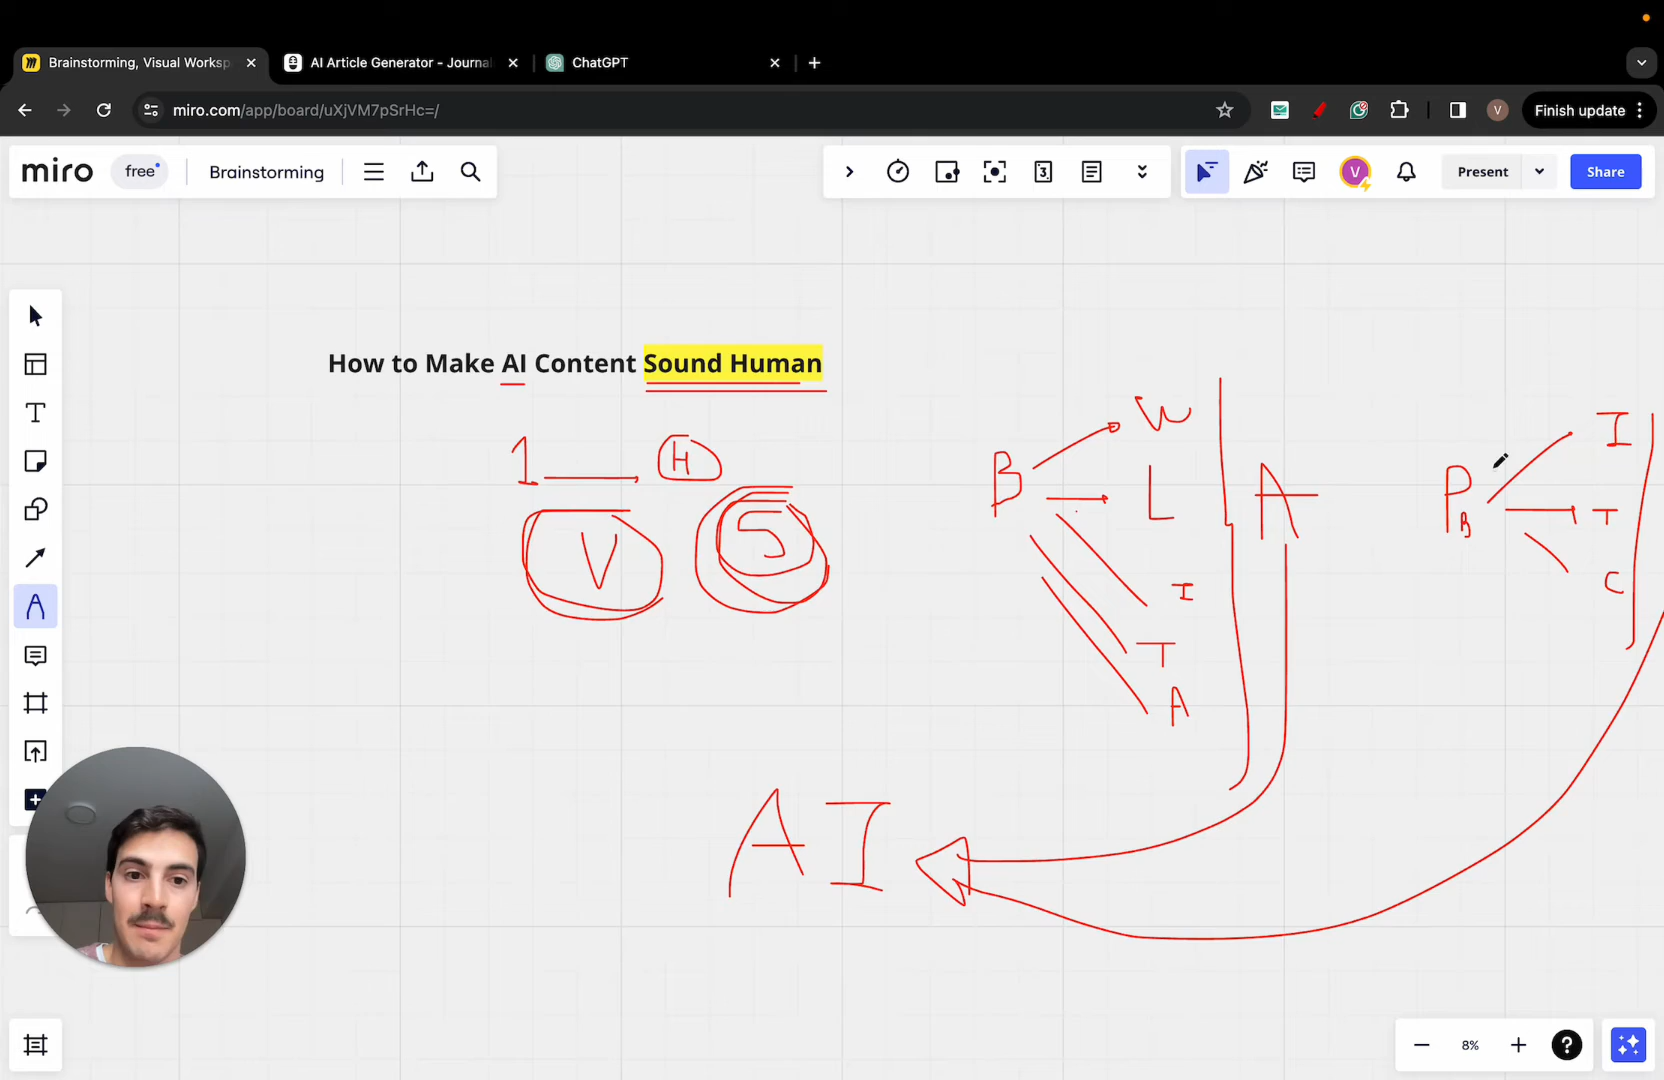 Brainstorming, Visual Worksp
AI Article Generator - Journal
ChatGPT
miro.com/app/board/uXjVM7pSrHc=/
V
Finish update
miro
free
Brainstorming
3
V
Present
Share
How to Make AI Content Sound Human
1
H
V
S
B
W
L
I
T
A
A
P
B
I
T
C
AI
8%
?